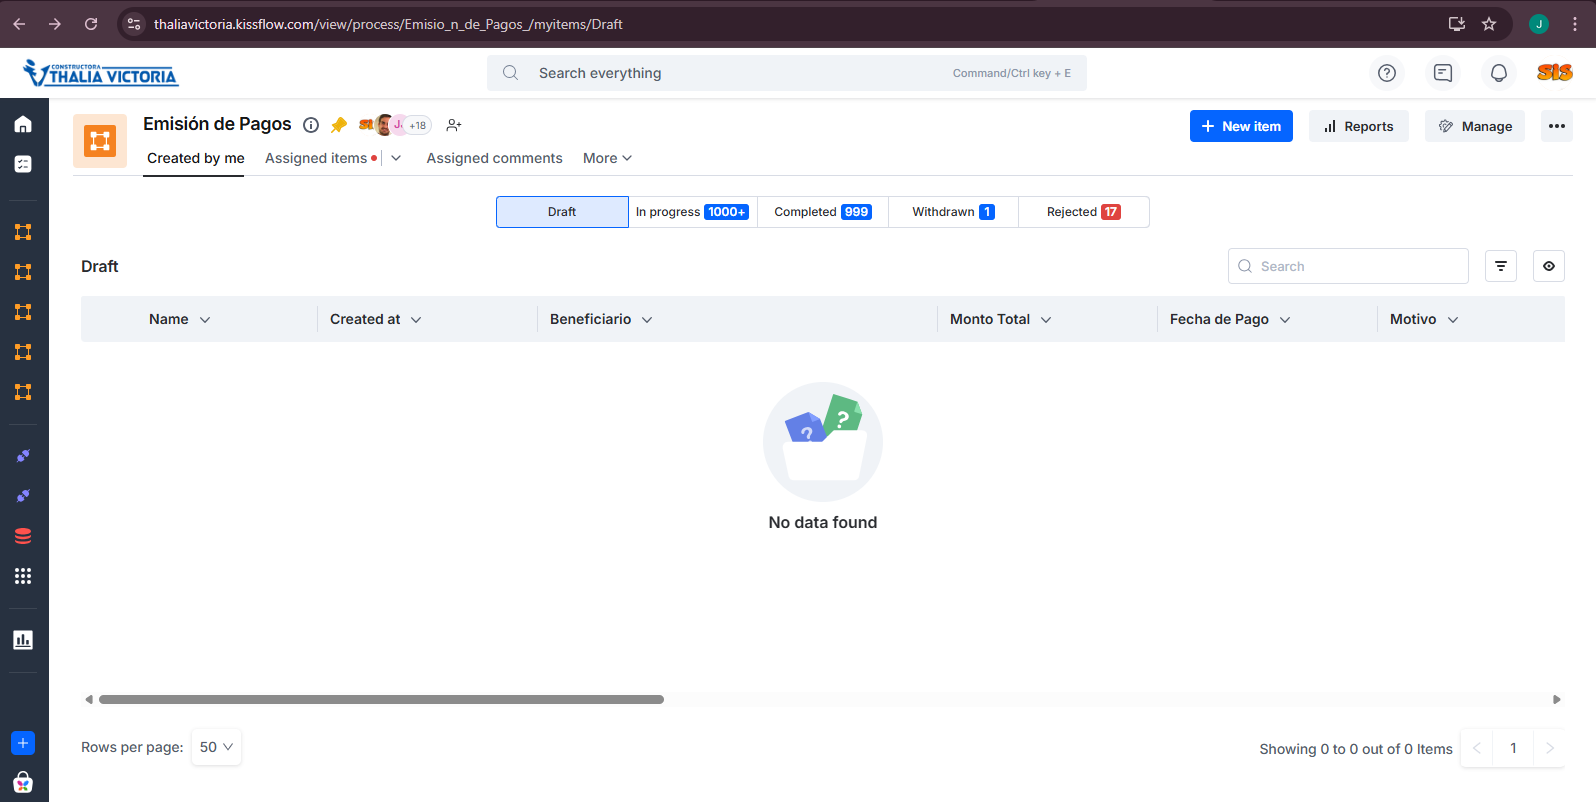 thaliavictoria.kissflow.com/view/process/Emisio_n_de_Pagos_/myitems/Draft
J
CONSTRUCTORA
THALIA VICTORIA
Search everything
Command/Ctrl key + E
SIS
Emisión de Pagos
+18
New item
Reports
Manage
Created by me
Assigned items
Assigned comments
More
Draft
In progress 1000+
Completed 999
Withdrawn 1
Rejected 17
Draft
Search
Name
Created at
Beneficiario
Monto Total
Fecha de Pago
Motivo
No data found
Rows per page: 50
Showing 0 to 0 out of 0 Items
1